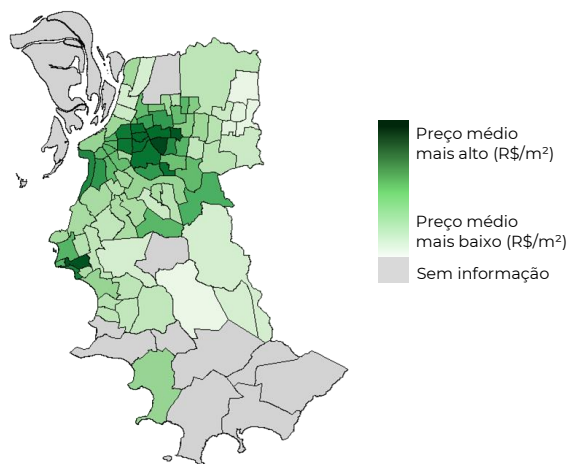 Preço médio
mais alto (R$/m²)
Preço médio
mais baixo (R$/m²)
Sem informação